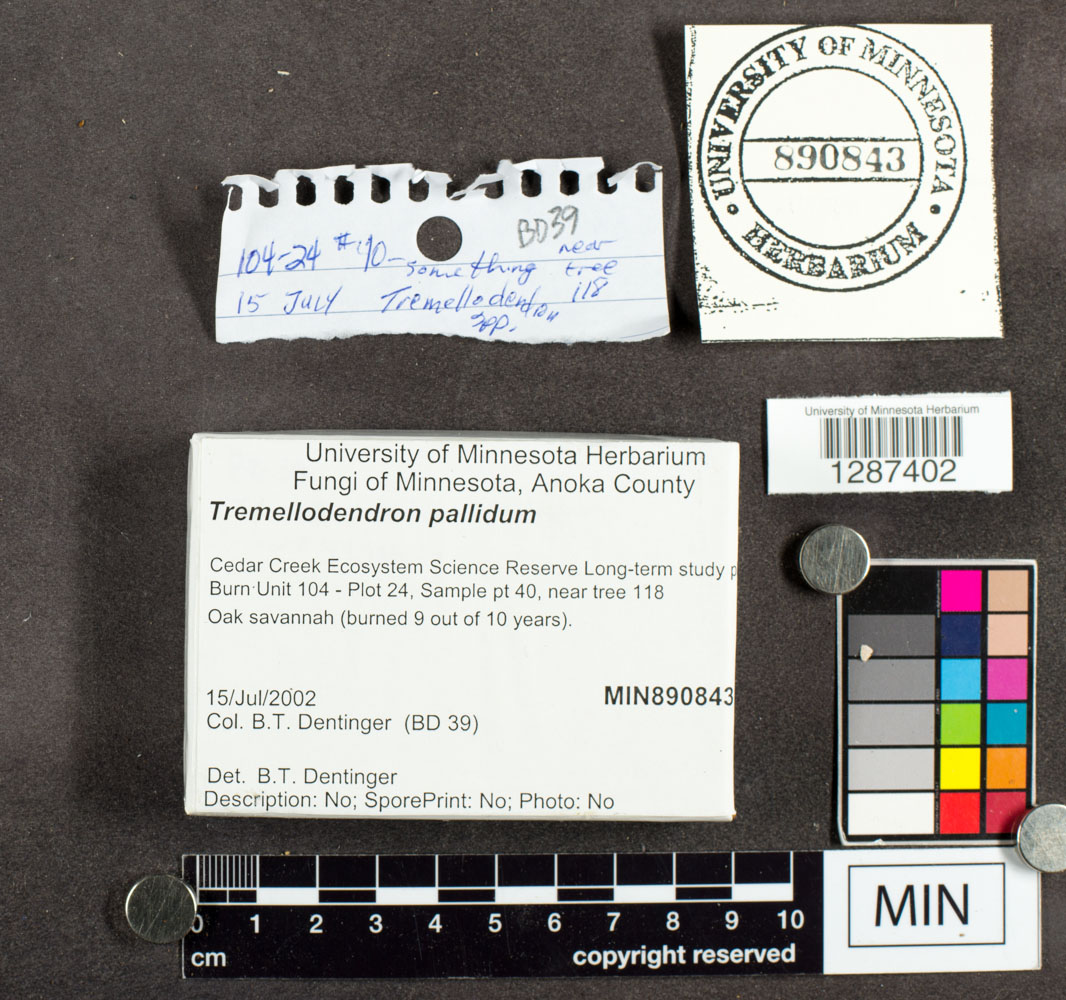 UNIVERSITY OF MINNESOTA
890843
HERBARIUM
BD39
104-24 #40- something near tree 118
15 July Tremellodendron spp.
University of Minnesota Herbarium
1287402
University of Minnesota Herbarium
Fungi of Minnesota, Anoka County
Tremellodendron pallidum
Cedar Creek Ecosystem Science Reserve Long-term study p
Burn Unit 104 - Plot 24, Sample pt 40, near tree 118
Oak savannah (burned 9 out of 10 years).
15/Jul/2002
MIN890843
Col. B.T. Dentinger (BD 39)
Det. B.T. Dentinger
Description: No; SporePrint: No; Photo: No
0 1 2 3 4 5 6 7 8 9 10
cm
copyright reserved
MIN